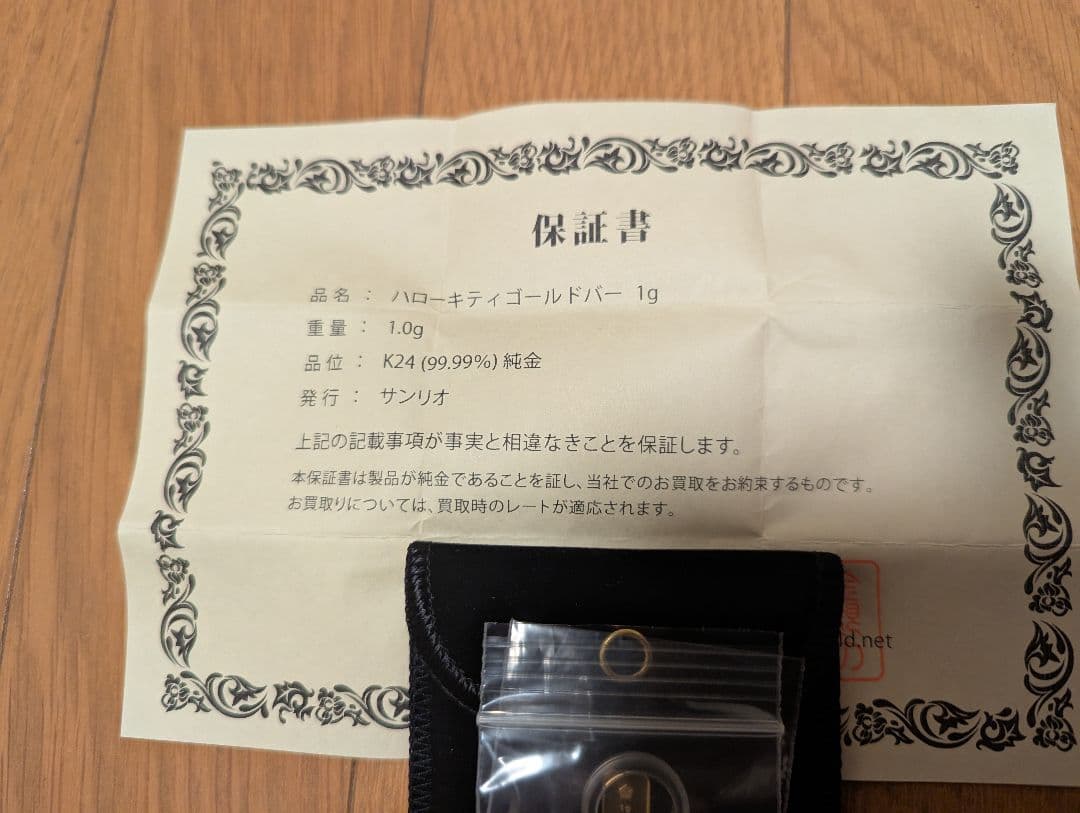 保証書
品名 : ハローキティゴールドバー 1g
重量 : 1.0g
品位 : K24 (99.99%) 純金
発行 : サンリオ
上記の記載事項が事実と相違なきことを保証します。
本保証書は製品が純金であることを証し、当社でのお買取をお約束するものです。
お買取りについては、買取時のレートが適応されます。
ld.net